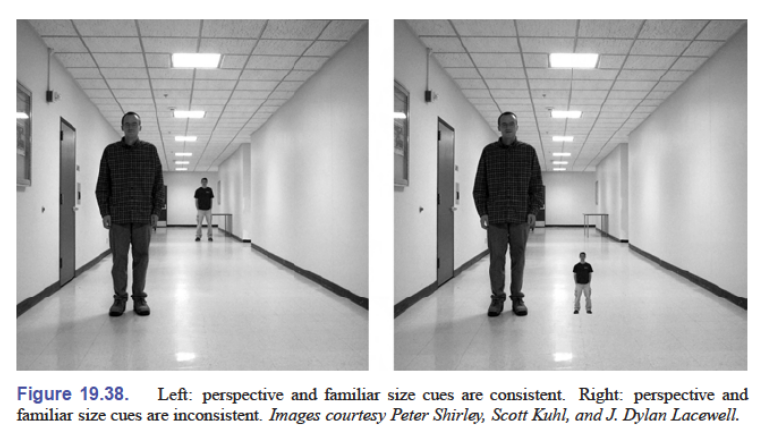 Figure 19.38. Left: perspective and familiar size cues are consistent. Right: perspective and
familiar size cues are inconsistent. Images courtesy Peter Shirley, Scott Kuhl, and J. Dylan Lacewell.